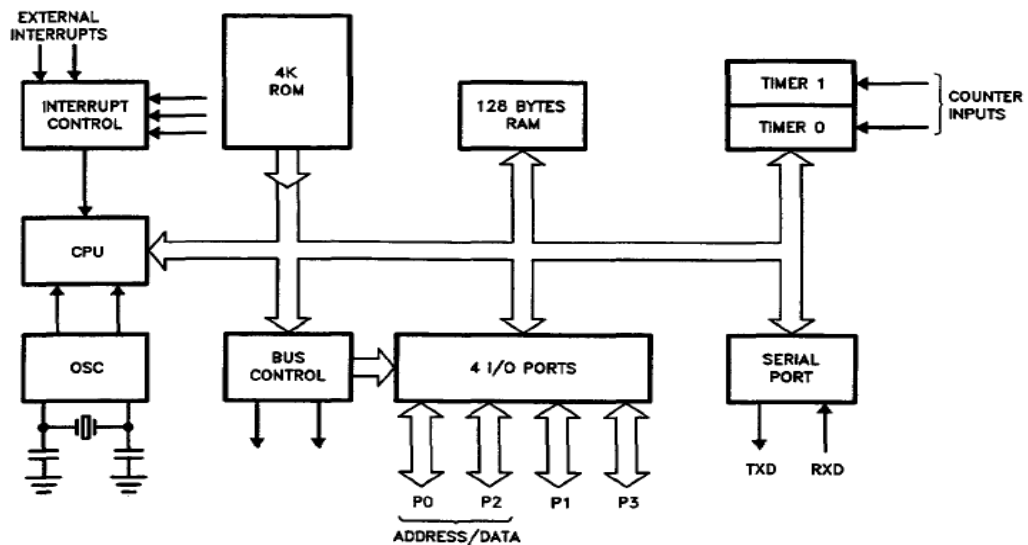 EXTERNAL
INTERRUPTS
INTERRUPT
CONTROL
4K
ROM
128 BYTES
RAM
TIMER 1
TIMER 0
COUNTER
INPUTS
CPU
OSC
BUS
CONTROL
4 I/O PORTS
SERIAL
PORT
TXD
RXD
P0
P2
P1
P3
ADDRESS/DATA